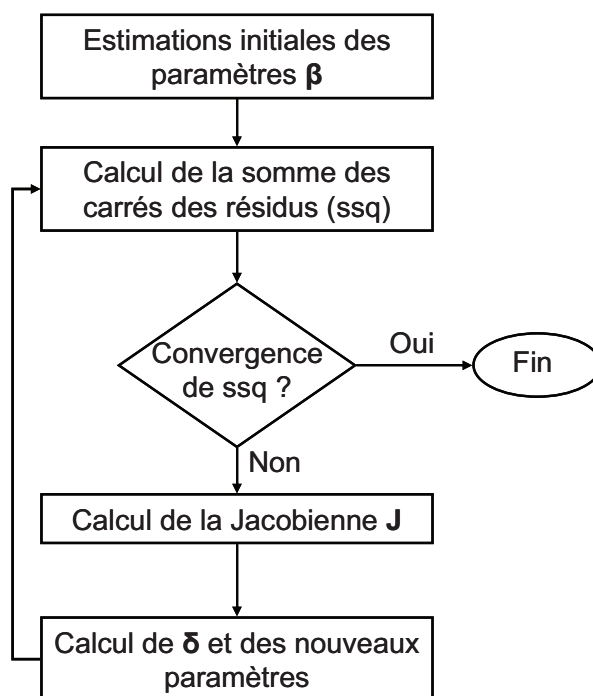 Estimations initiales des
paramètres β
Calcul de la somme des
carrés des résidus (ssq)
Convergence
de ssq ?
Oui
Fin
Non
Calcul de la Jacobienne J
Calcul de δ et des nouveaux
paramètres